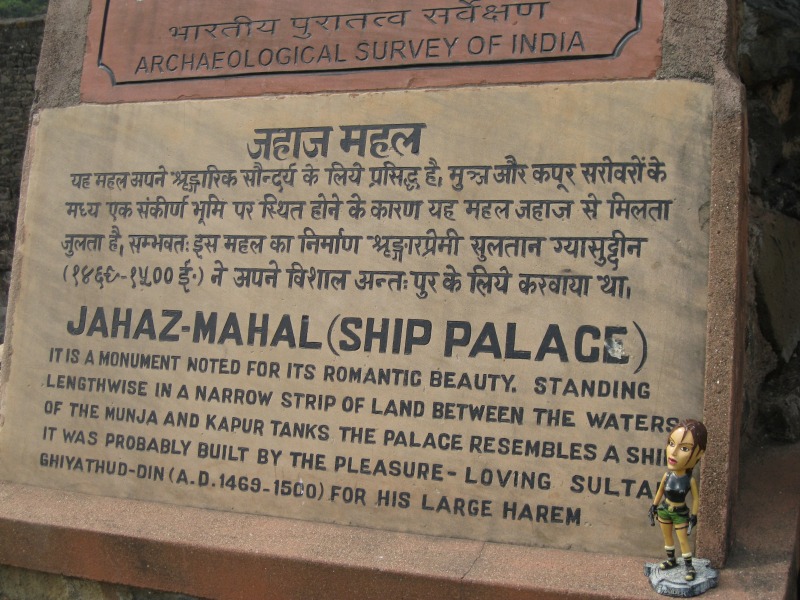 भारतीय पुरातत्व सर्वेक्षण
ARCHAEOLOGICAL SURVEY OF INDIA
जहाज महल
यह महल अपने श्रृङ्गारिक सौन्दर्य के लिये प्रसिद्ध है, मुञ्ज और कपूर सरोवरों के
मध्य एक संकीर्ण भूमि पर स्थित होने के कारण यह महल जहाज से मिलता
जुलता है, सम्भवतः इस महल का निर्माण श्रृङ्गारप्रेमी सुलतान ग्यासुद्दीन
(१४६९-१५०० ई॰) ने अपने विशाल अन्तः पुर के लिये करवाया था,
JAHAZ-MAHAL (SHIP PALACE)
IT IS A MONUMENT NOTED FOR ITS ROMANTIC BEAUTY. STANDING
LENGTHWISE IN A NARROW STRIP OF LAND BETWEEN THE WATERS
OF THE MUNJA AND KAPUR TANKS THE PALACE RESEMBLES A SHIP
IT WAS PROBABLY BUILT BY THE PLEASURE-LOVING SULTAN
GHIYATHUD-DIN (A.D. 1469-1500) FOR HIS LARGE HAREM